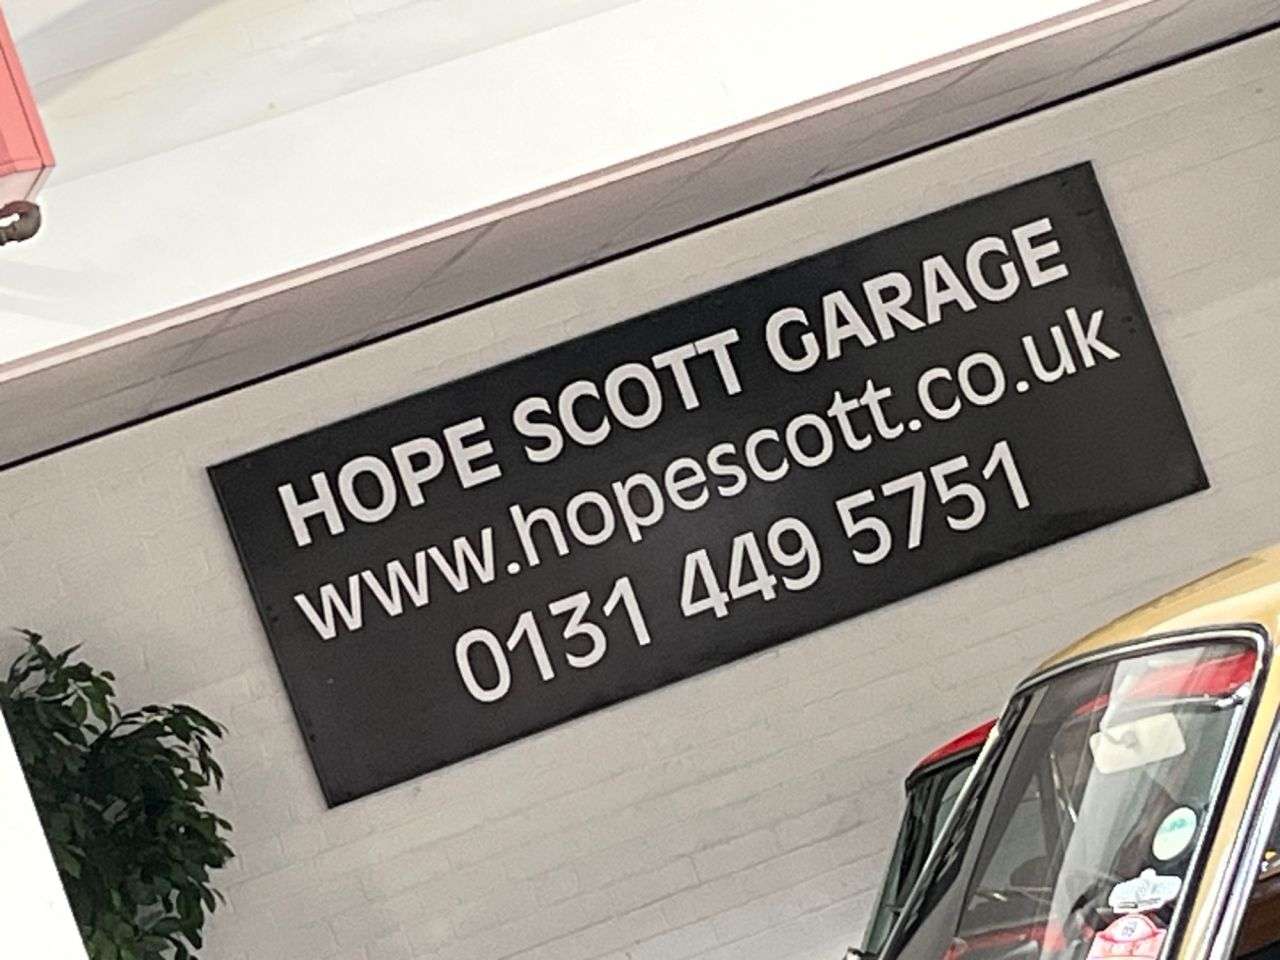 HOPE SCOTT GARAGE
www.hopescott.co.uk
0131 449 5751